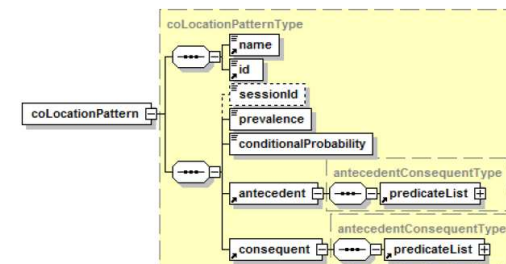 coLocationPatternType
name
id
coLocationPattern
sessionId
prevalence
conditionalProbability
antecedentConsequentType
antecedent
predicateList
antecedentConsequentType
consequent
predicateList